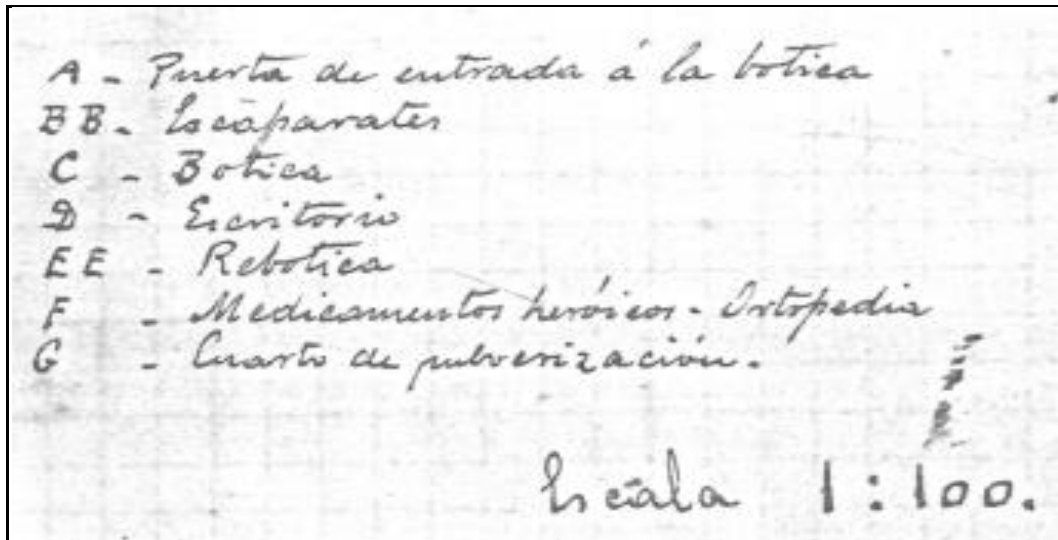 A - Puerta de entrada á la botica
BB - Escaparates
C - Botica
D - Escritorio
EE - Rebotica
F - Medicamentos heróicos - Ortopedia
G - Cuarto de pulverización.
Escala 1:100.